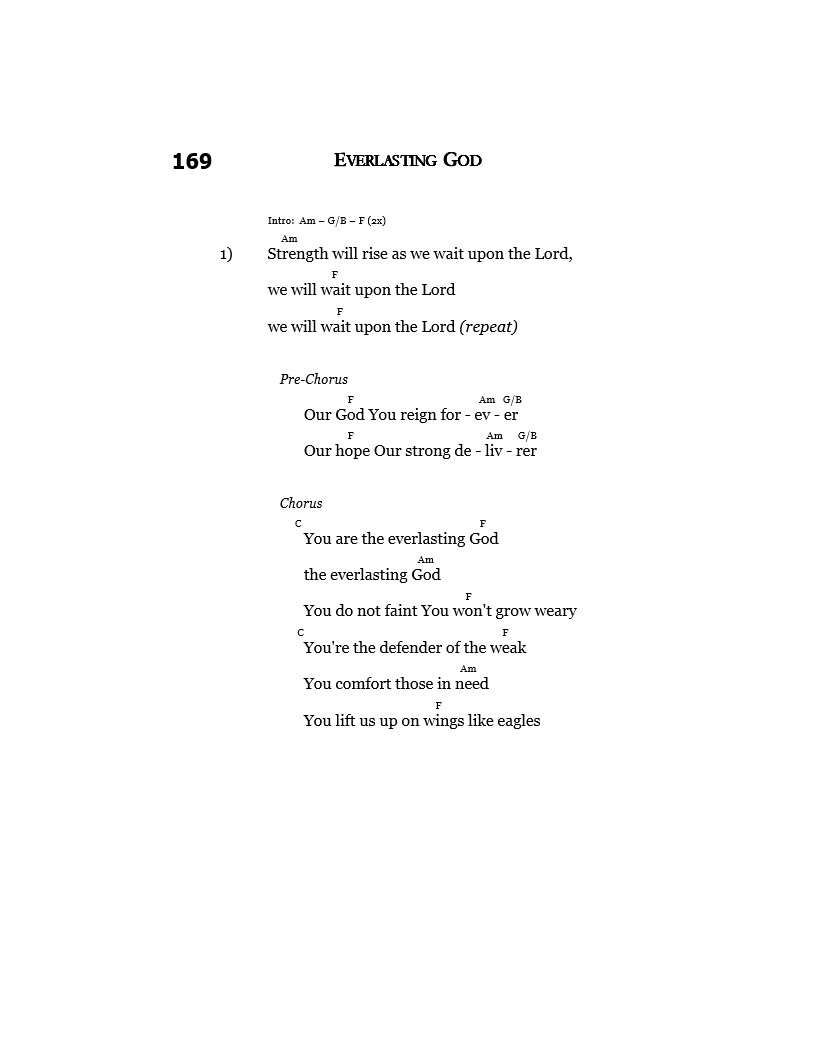 169 EVERLASTING GOD
Intro: Am – G/B – F (2x)
Am
1) Strength will rise as we wait upon the Lord,
F
we will wait upon the Lord
F
we will wait upon the Lord (repeat)
Pre-Chorus
F Am G/B
Our God You reign for - ev - er
F Am G/B
Our hope Our strong de - liv - rer
Chorus
C F
You are the everlasting God
Am
the everlasting God
F
You do not faint You won't grow weary
C F
You're the defender of the weak
Am
You comfort those in need
F
You lift us up on wings like eagles